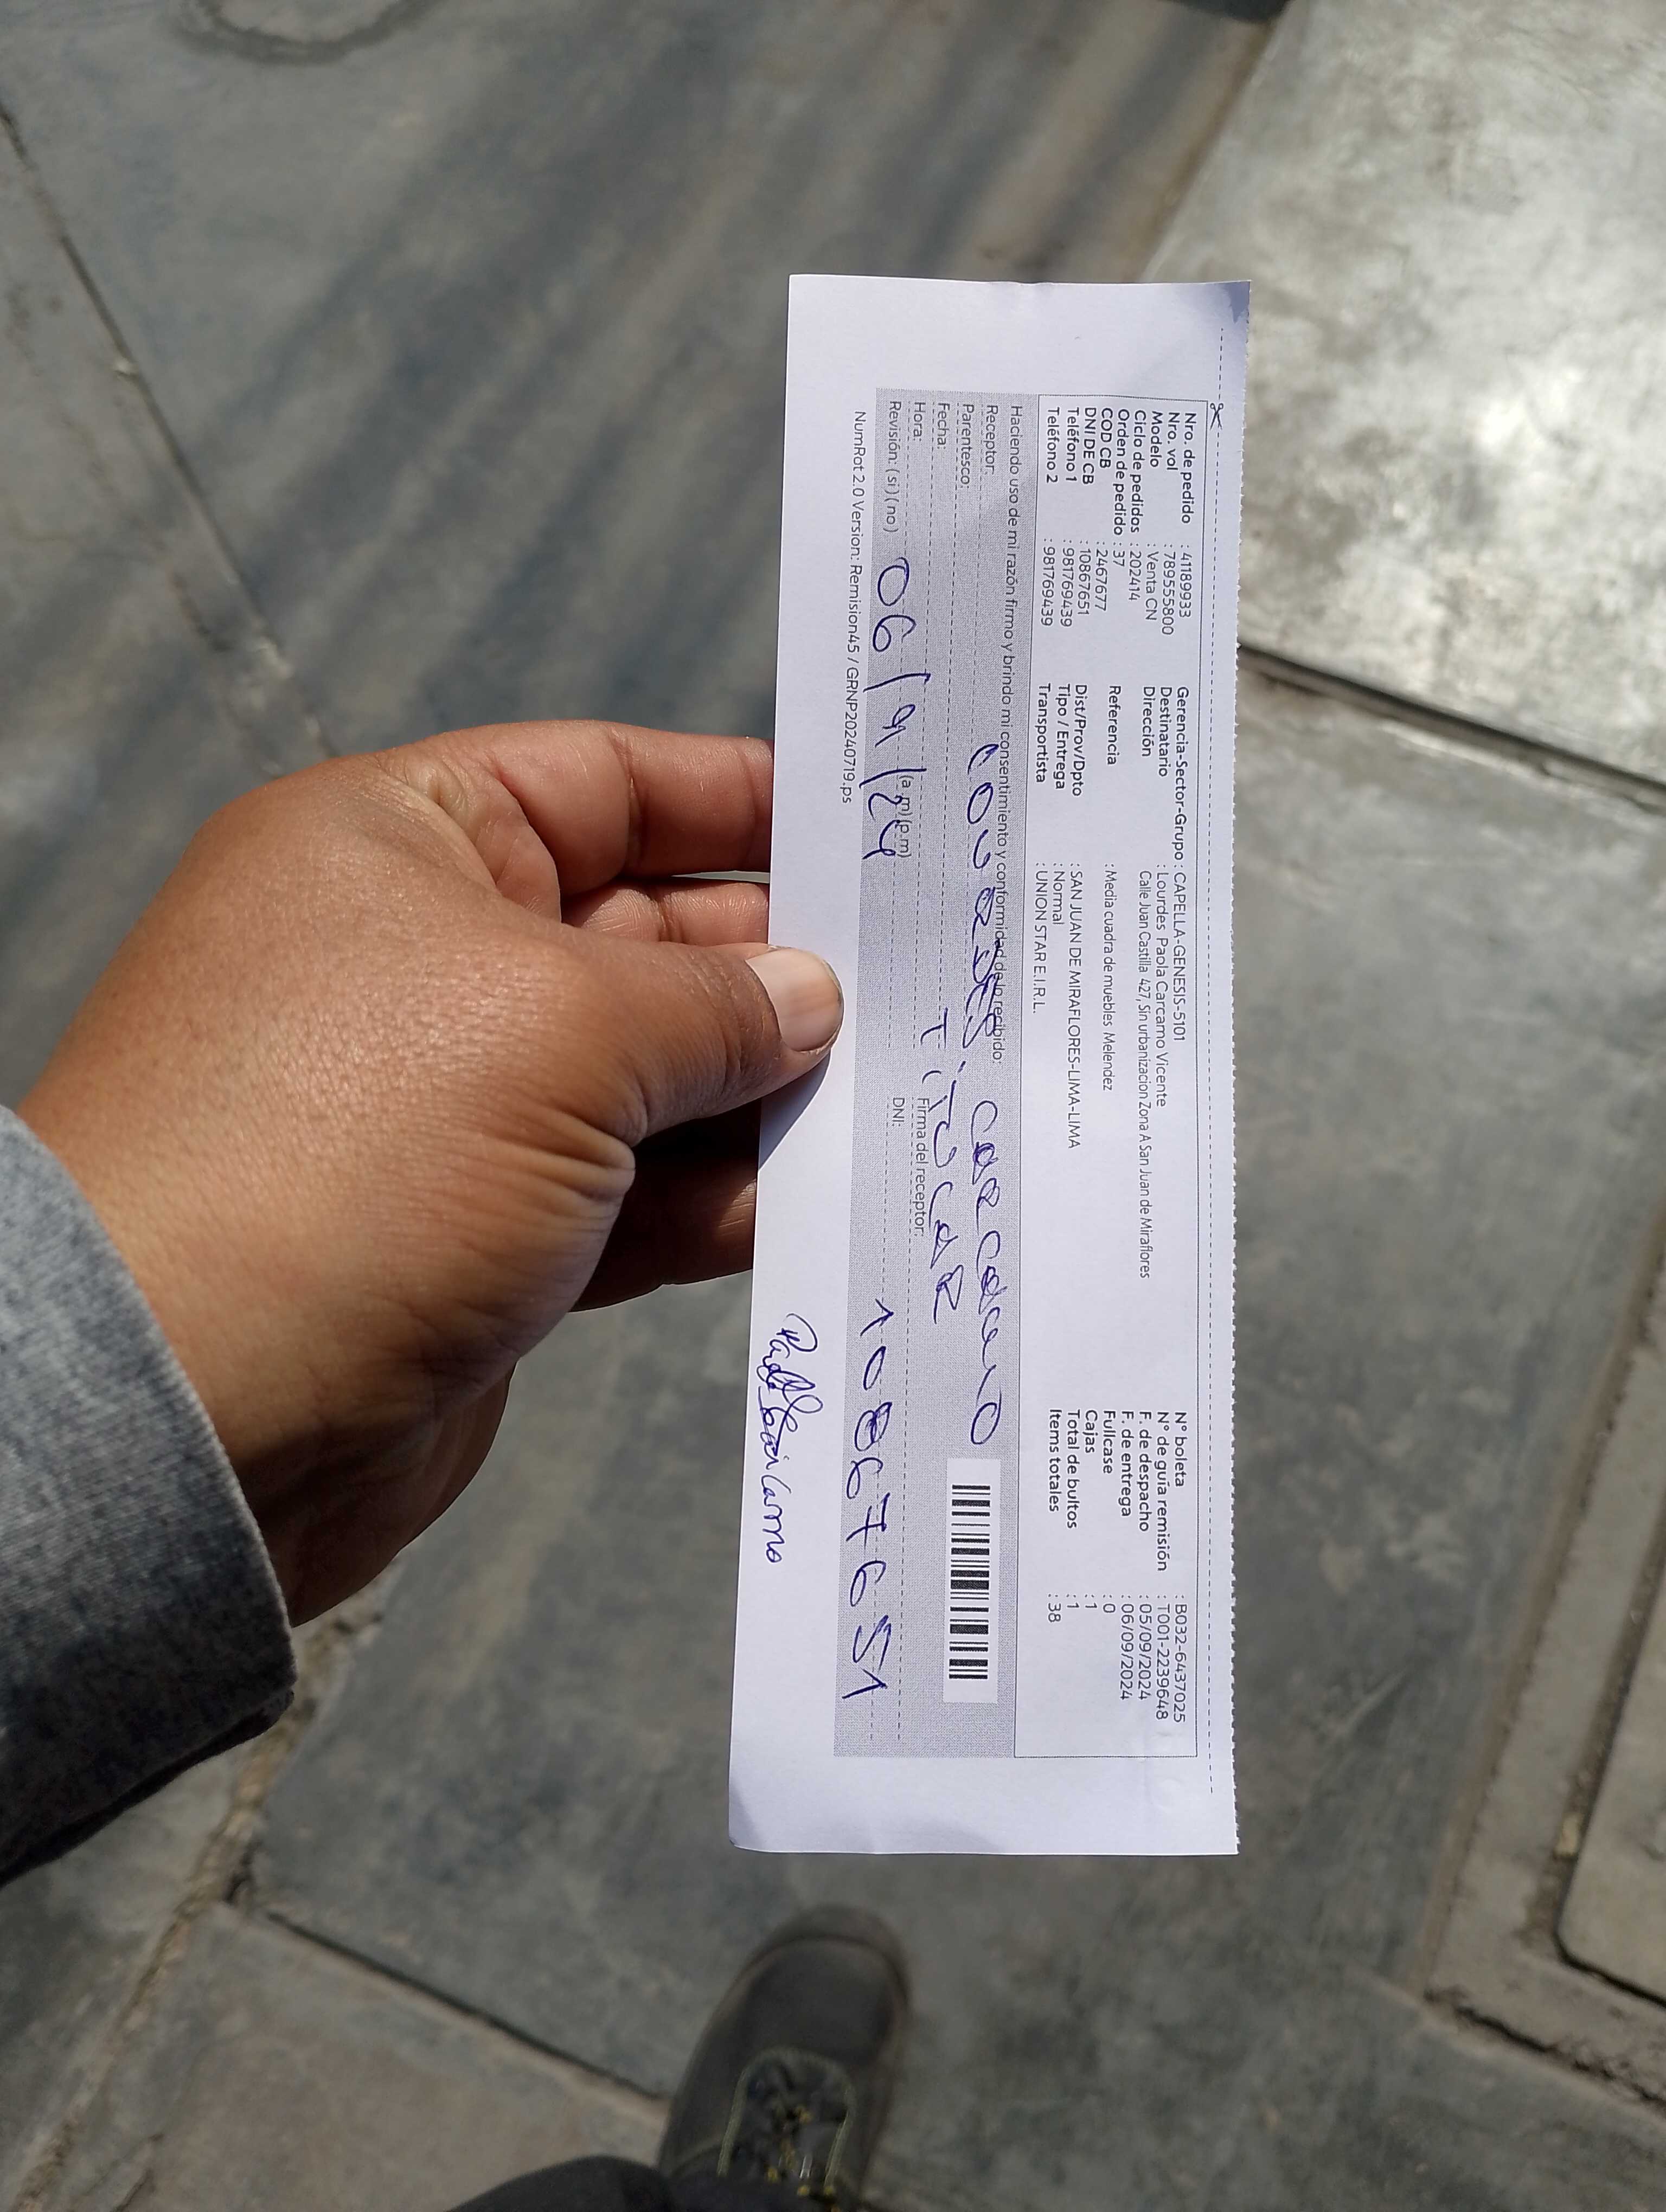 Nro. de pedido : 41189933
Nro. vol : 789555800
Modelo : Venta CN
Ciclo de pedidos : 202414
Orden de pedido : 37
COD CB : 2467677
DNI DE CB : 10867651
Teléfono 1 : 981769439
Teléfono 2 : 981769439
Gerencia-Sector-Grupo : CAPELLA-GENESIS-5101
Destinatario : Lourdes Paola Carcamo Vicente
Dirección : Calle Juan Castilla 427, Sin urbanizacion Zona A San Juan de Miraflores
Referencia : Media cuadra de muebles Melendez
Dist/Prov/Dpto : SAN JUAN DE MIRAFLORES-LIMA-LIMA
Tipo / Entrega : Normal
Transportista : UNION STAR E.I.R.L.
N° boleta : B032-6437025
N° de guia remisión : T001-2239648
F. de despacho : 05/09/2024
F. de entrega : 06/09/2024
Fullcase : 0
Cajas : 1
Total de bultos : 1
Items totales : 38
Haciendo uso de mi razón firmo y brindo mi consentimiento y conformidad de lo recibido:
Receptor: Carcamo
Parentesco: TITUCAR
Fecha:
Hora: (a.m)(p.m) Firma del receptor:
Revisión: (si) (no) 06/9/24 DNI: 10867651
NumRot 2.0 Version: Remision45 / GRNP20240719.ps